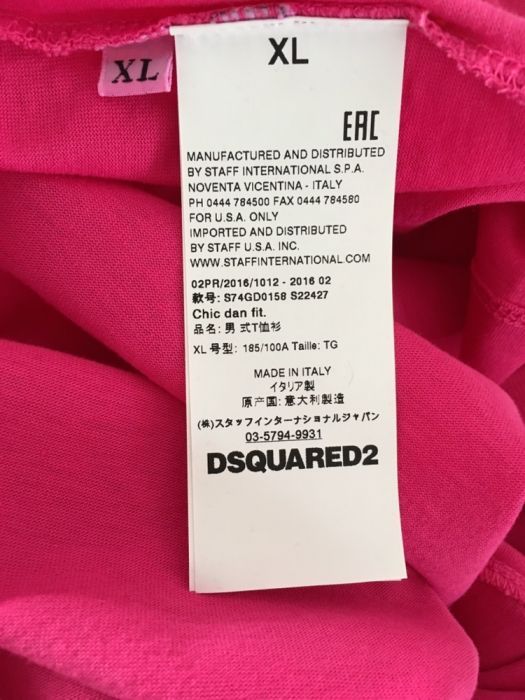 XL
XL
EAC
MANUFACTURED AND DISTRIBUTED
BY STAFF INTERNATIONAL S.P.A.
NOVENTA VICENTINA - ITALY
PH 0444 784500 FAX 0444 784580
FOR U.S.A. ONLY
IMPORTED AND DISTRIBUTED
BY STAFF U.S.A. INC.
WWW.STAFFINTERNATIONAL.COM
02PR/2016/1012 - 2016 02
款号: S74GD0158 S22427
Chic dan fit.
品名: 男 式T恤衫
XL 号型: 185/100A Taille: TG
MADE IN ITALY
イタリア製
原产国: 意大利製造
(株)スタッフインターナショナルジャパン
03-5794-9931
DSQUARED2